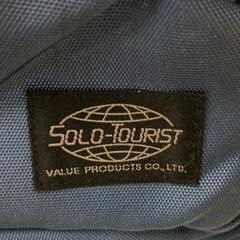 SOLO-TOURIST
VALUE PRODUCTS CO., LTD.